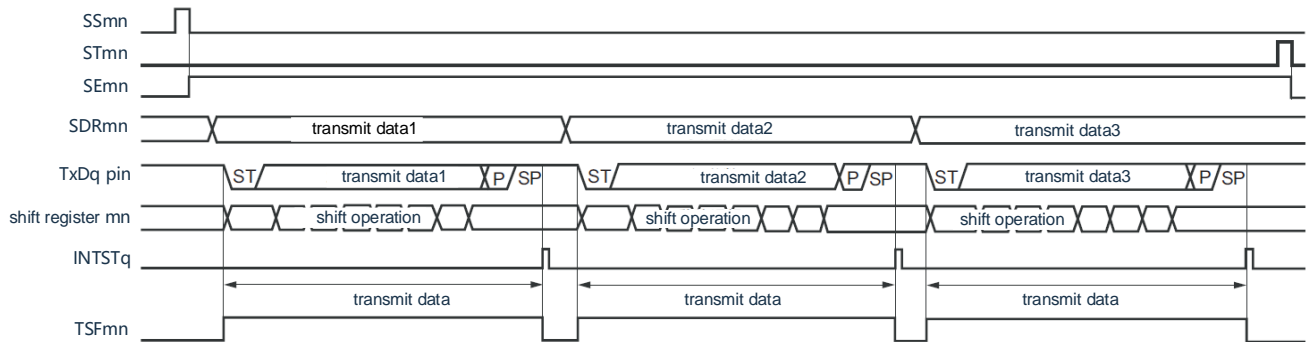 SSmn
STmn
SEmn
SDRmn transmit data1 transmit data2 transmit data3
TxDq pin ST transmit data1 P SP ST transmit data2 P SP ST transmit data3 P SP
shift register mn shift operation shift operation shift operation
INTSTq
transmit data transmit data transmit data
TSFmn